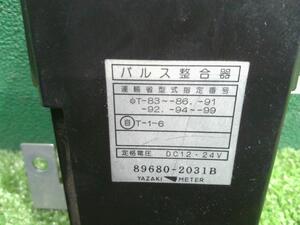 パルス整合器
運輸省型式指定番号
T-83~-86. -91
-92. -94~-99
自 T-1-6
定格電圧 DC12・24V
89680-2031B
YAZAKI METER